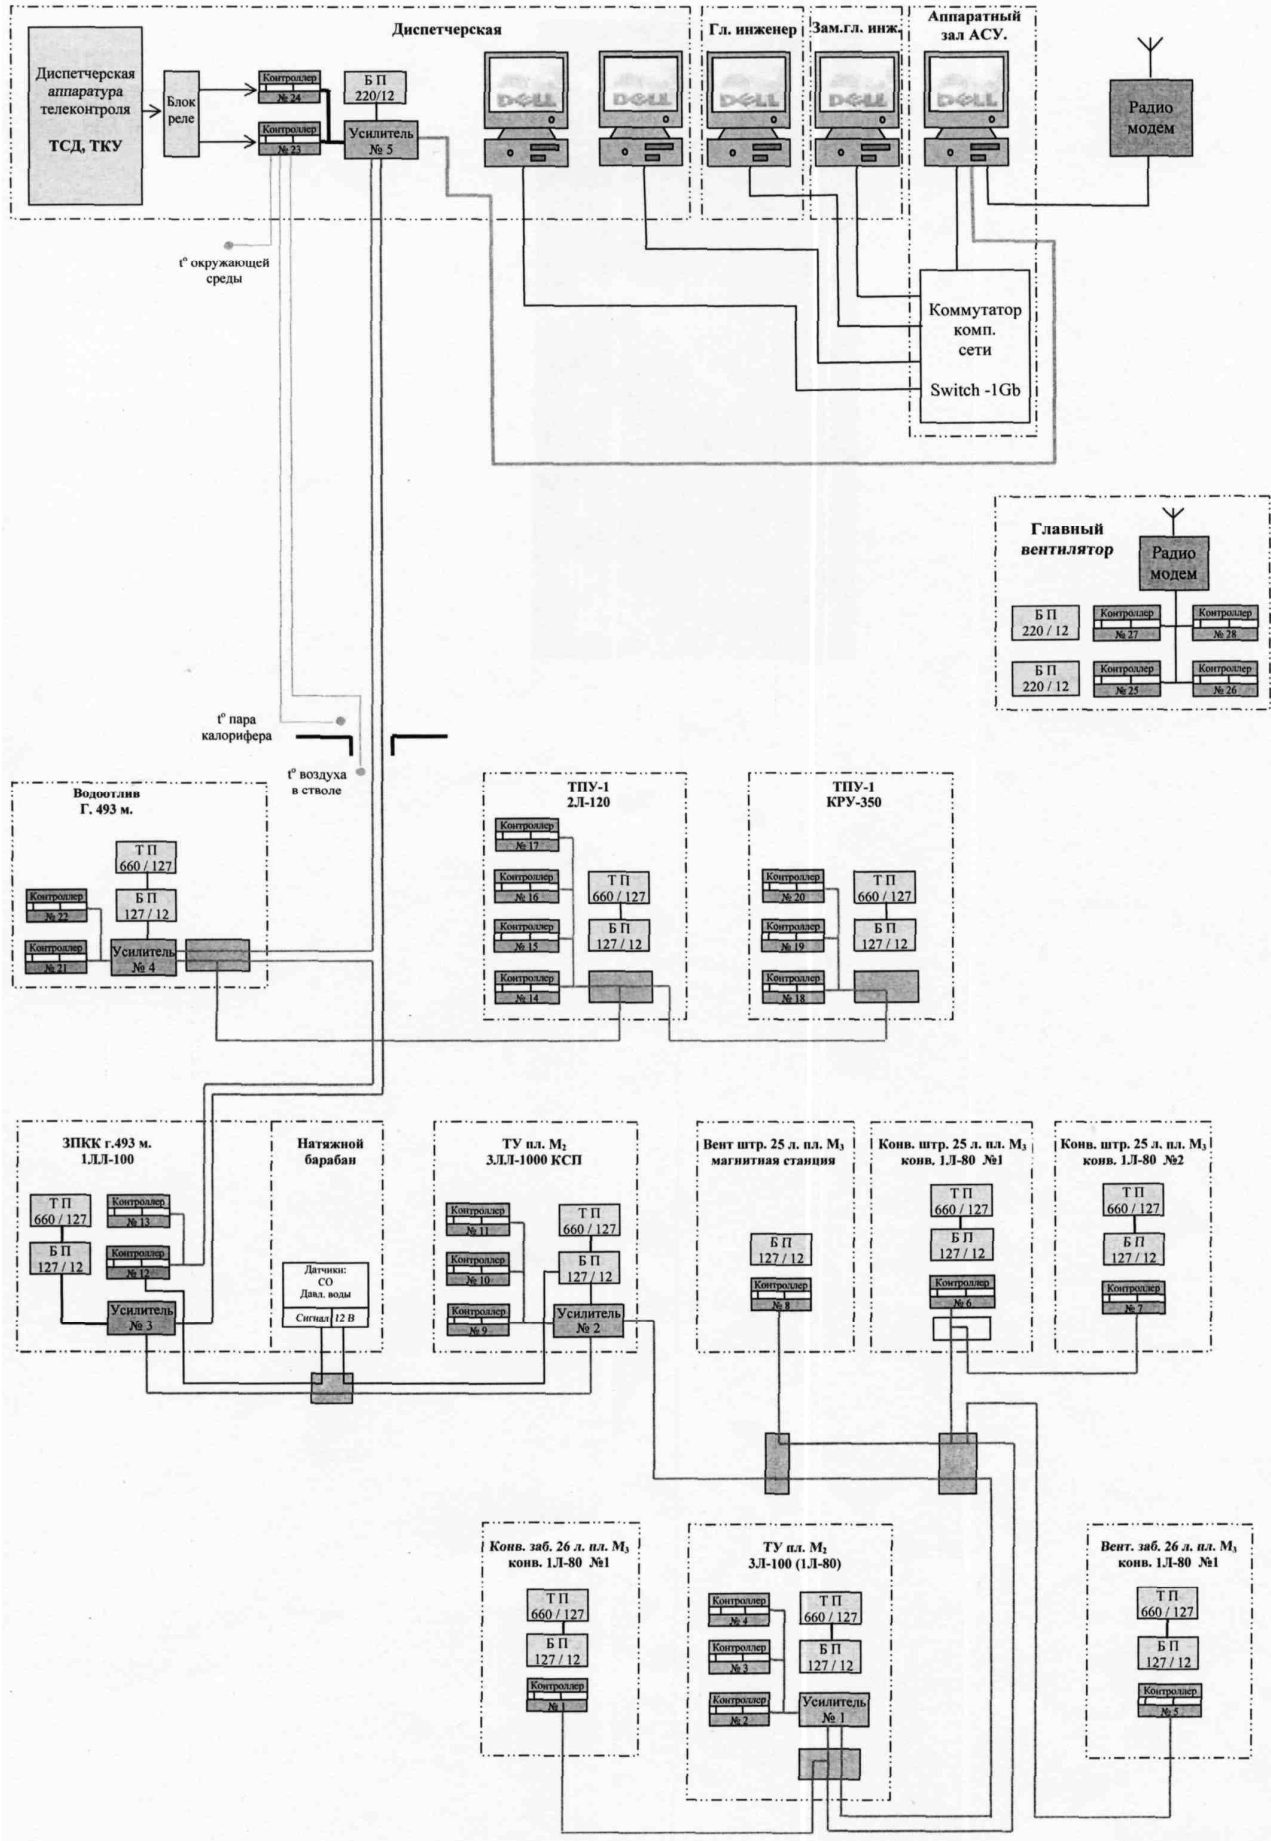 Диспетчерская
Гл. инженер
Зам.гл. инж.
Аппаратный
зал АСУ.
Диспетчерская
аппаратура
телеконтроля
ТСД, ТКУ
Блок
реле
Контроллер
№ 24
Контроллер
№ 23
Б П
220/12
Усилитель
№ 5
DELL
DELL
DELL
DELL
DELL
Радио
модем
t° окружающей
среды
Коммутатор
комп.
сети
Switch -1Gb
Главный
вентилятор
Радио
модем
Б П
220 / 12
Контроллер
№ 27
Контроллер
№ 28
Б П
220 / 12
Контроллер
№ 25
Контроллер
№ 26
t° пара
калорифера
t° воздуха
в стволе
Водоотлив
Г. 493 м.
Т П
660 / 127
Б П
127 / 12
Контроллер
№ 22
Контроллер
№ 21
Усилитель
№ 4
ТПУ-1
2Л-120
Контроллер
№ 17
Контроллер
№ 16
Контроллер
№ 15
Контроллер
№ 14
Т П
660 / 127
Б П
127 / 12
ТПУ-1
КРУ-350
Контроллер
№ 20
Контроллер
№ 19
Контроллер
№ 18
Т П
660 / 127
Б П
127 / 12
ЗПКК г.493 м.
1ЛЛ-100
Т П
660 / 127
Б П
127 / 12
Контроллер
№ 13
Контроллер
№ 12
Усилитель
№ 3
Натяжной
барабан
Датчики:
СО
Давл. воды
Сигнал 12 В
ТУ пл. М₂
3ЛЛ-1000 КСП
Контроллер
№ 11
Контроллер
№ 10
Контроллер
№ 9
Т П
660 / 127
Б П
127 / 12
Усилитель
№ 2
Вент штр. 25 л. пл. М₃
магнитная станция
Б П
127 / 12
Контроллер
№ 8
Конв. штр. 25 л. пл. М₃
конв. 1Л-80 №1
Т П
660 / 127
Б П
127 / 12
Контроллер
№ 6
Конв. штр. 25 л. пл. М₃
конв. 1Л-80 №2
Т П
660 / 127
Б П
127 / 12
Контроллер
№ 7
Конв. заб. 26 л. пл. М₃
конв. 1Л-80 №1
Т П
660 / 127
Б П
127 / 12
Контроллер
№ 1
ТУ пл. М₂
3Л-100 (1Л-80)
Контроллер
№ 4
Контроллер
№ 3
Контроллер
№ 2
Т П
660 / 127
Б П
127 / 12
Усилитель
№ 1
Вент. заб. 26 л. пл. М₃
конв. 1Л-80 №1
Т П
660 / 127
Б П
127 / 12
Контроллер
№ 5